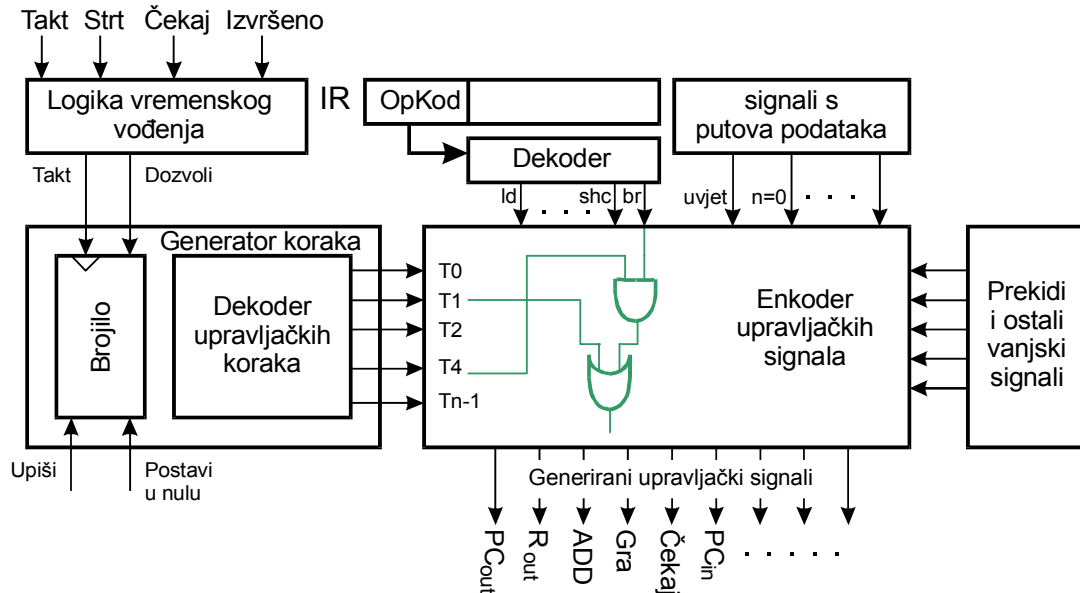 Takt Strt Čekaj Izvršeno
Logika vremenskog
vođenja
IR
OpKod
signali s
putova podataka
Dekoder
Takt
Dozvoli
ld
. . .
shc
br
uvjet
n=0
. . .
Generator koraka
Brojilo
Dekoder
upravljačkih
koraka
T0
T1
T2
T4
Tn-1
Enkoder
upravljačkih
signala
Prekidi
i ostali
vanjski
signali
Upiši
Postavi
u nulu
Generirani upravljački signali
PCout
Rout
ADD
Gra
Čekaj
PCin
. . . . . .